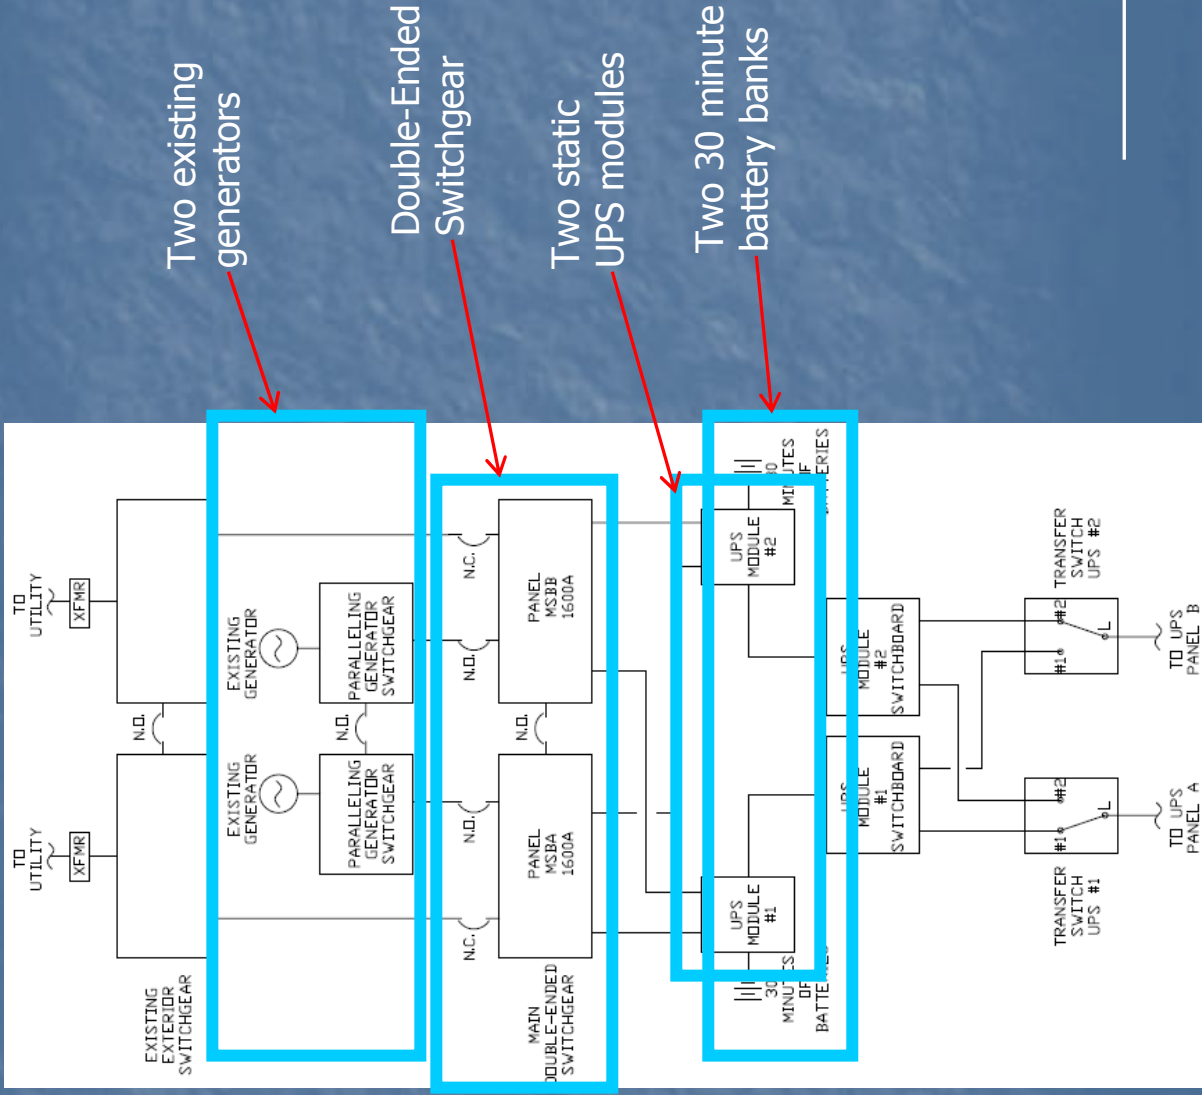 Two existing
generators
Double-Ended
Switchgear
Two static
UPS modules
Two 30 minute
battery banks
TO
UTILITY
XFMR
TO
UTILITY
XFMR
EXISTING
EXTERIOR
SWITCHGEAR
N.O.
EXISTING
GENERATOR
EXISTING
GENERATOR
PARALLELING
GENERATOR
SWITCHGEAR
N.O.
PARALLELING
GENERATOR
SWITCHGEAR
N.C.
N.O.
N.O.
N.C.
MAIN
DOUBLE-ENDED
SWITCHGEAR
PANEL
MSBA
1600A
N.O.
PANEL
MSBB
1600A
30
MINUTES
OF
BATTERIES
UPS
MODULE
#1
UPS
MODULE
#2
MINUTES
UPS
MODULE
#1
SWITCHBOARD
UPS
MODULE
#2
SWITCHBOARD
TRANSFER
SWITCH
UPS #1
#1
#2
L
#1
#2
L
TRANSFER
SWITCH
UPS #2
TO UPS
PANEL A
TO UPS
PANEL B